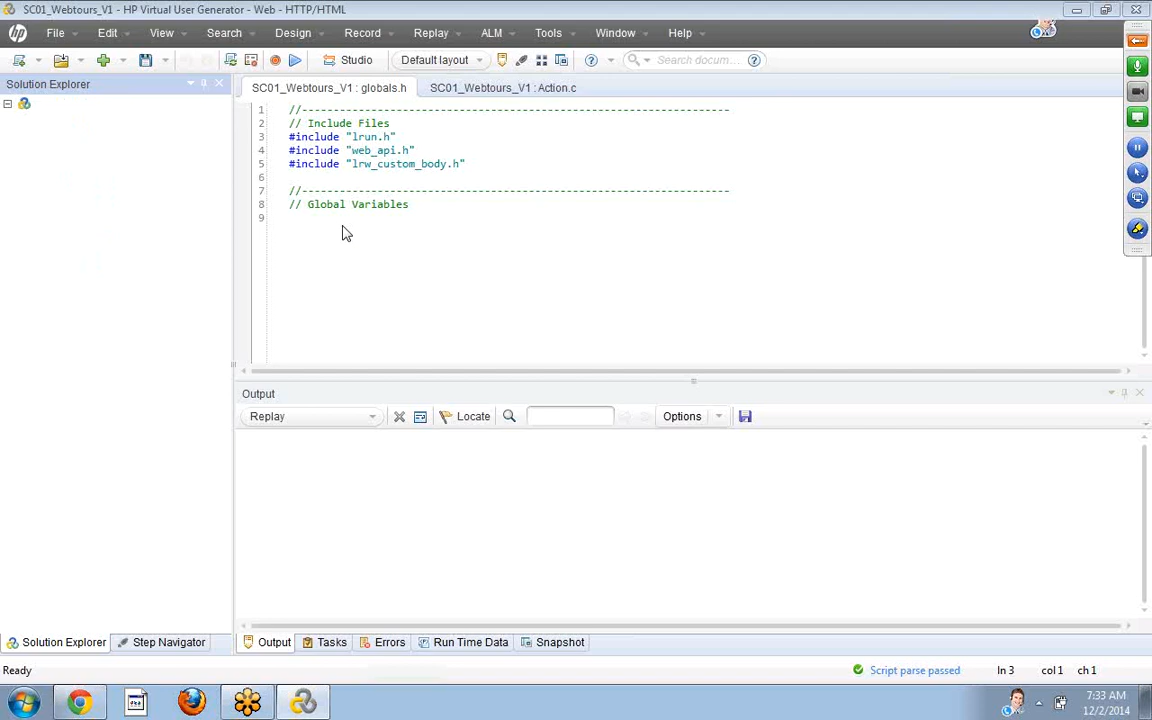 SC01_Webtours_V1 - HP Virtual User Generator - Web - HTTP/HTML
hp File Edit View Search Design Record Replay ALM Tools Window Help
Studio Default layout Search docum...
Solution Explorer
SC01_Webtours_V1 : globals.h SC01_Webtours_V1 : Action.c
1 //-----------------------------------------------------------------------
2 // Include Files
3 #include "lrun.h"
4 #include "web_api.h"
5 #include "lrw_custom_body.h"
6
7 //-----------------------------------------------------------------------
8 // Global Variables
9
Output
Replay Locate Options
Solution Explorer Step Navigator Output Tasks Errors Run Time Data Snapshot
Ready Script parse passed ln 3 col 1 ch 1
7:33 AM
12/2/2014